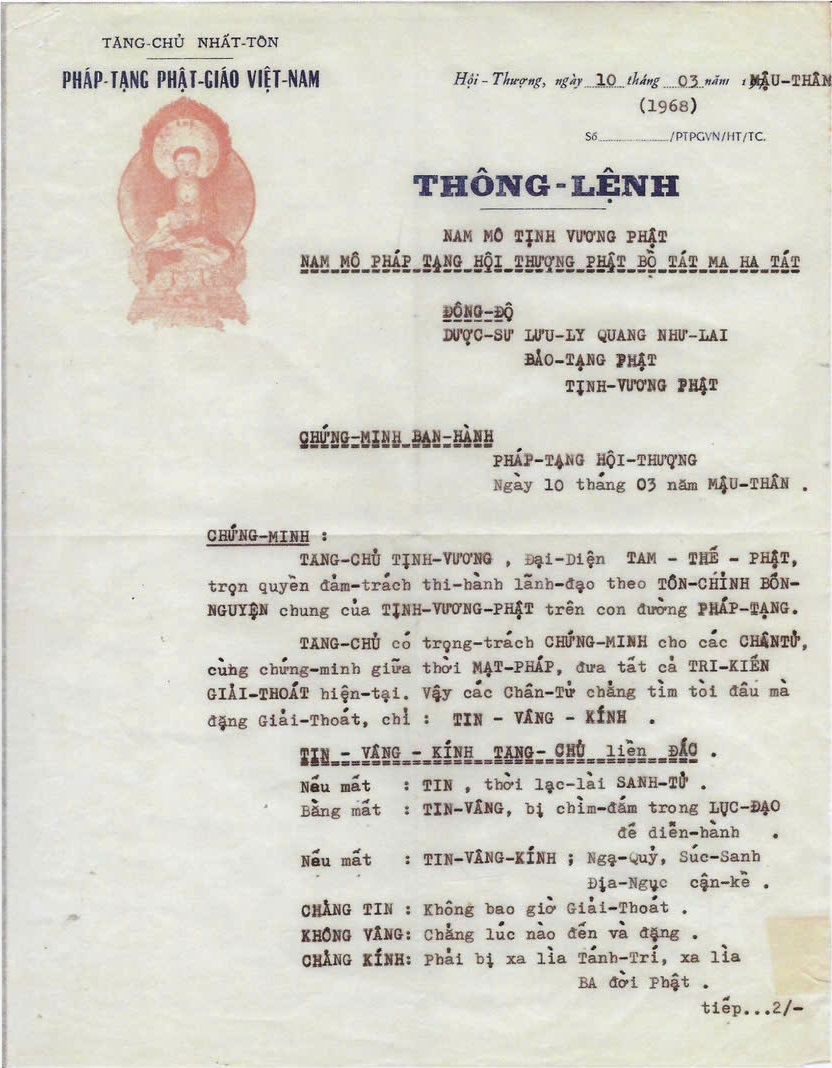 TĂNG-CHỦ NHẤT-TÔN
PHÁP-TẠNG PHẬT-GIÁO VIỆT-NAM
Hội-Thượng, ngày 10 tháng 03 năm MẬU-THÂN
(1968)
Số............/PTPGVN/HT/TC.
THÔNG-LỆNH
NAM MÔ TỊNH VƯƠNG PHẬT
NAM MÔ PHÁP TẠNG HỘI THƯỢNG PHẬT BỒ TÁT MA HA TÁT
ĐÔNG-ĐỘ
DƯỢC-SƯ LƯU-LY QUANG NHƯ-LAI
BẢO-TẠNG PHẬT
TỊNH-VƯƠNG PHẬT
CHỨNG-MINH BAN-HÀNH
PHÁP-TẠNG HỘI-THƯỢNG
Ngày 10 tháng 03 năm MẬU-THÂN .
CHỨNG-MINH :
TĂNG-CHỦ TỊNH-VƯƠNG , Đại-Diện TAM - THẾ - PHẬT,
trọn quyền đảm-trách thi-hành lãnh-đạo theo TÔN-CHỈNH BỔN-
NGUYỆN chung của TỊNH-VƯƠNG-PHẬT trên con đường PHÁP-TẠNG.
TĂNG-CHỦ có trọng-trách CHỨNG-MINH cho các CHÂNTỬ,
cùng chứng-minh giữa thời MẠT-PHÁP, đưa tất cả TRI-KIẾN
GIẢI-THOÁT hiện-tại. Vậy các Chân-Tử chẳng tìm tòi đâu mà
đặng Giải-Thoát, chỉ : TIN - VÂNG - KÍNH .
TIN - VÂNG - KÍNH TĂNG- CHỦ liền ĐẮC .
Nếu mất : TIN , thời lạc-lài SANH-TỬ .
Bằng mất : TIN-VÂNG, bị chìm-đắm trong LỤC-ĐẠO
để diễn-hành .
Nếu mất : TIN-VÂNG-KÍNH ; Ngạ-Quỷ, Súc-Sanh
Địa-Ngục cận-kề .
CHẲNG TIN : Không bao giờ Giải-Thoát .
KHÔNG VÂNG: Chẳng lúc nào đến và đặng .
CHẲNG KÍNH: Phải bị xa lìa Tánh-Trí, xa lìa
BA đời Phật .
tiếp...2/-